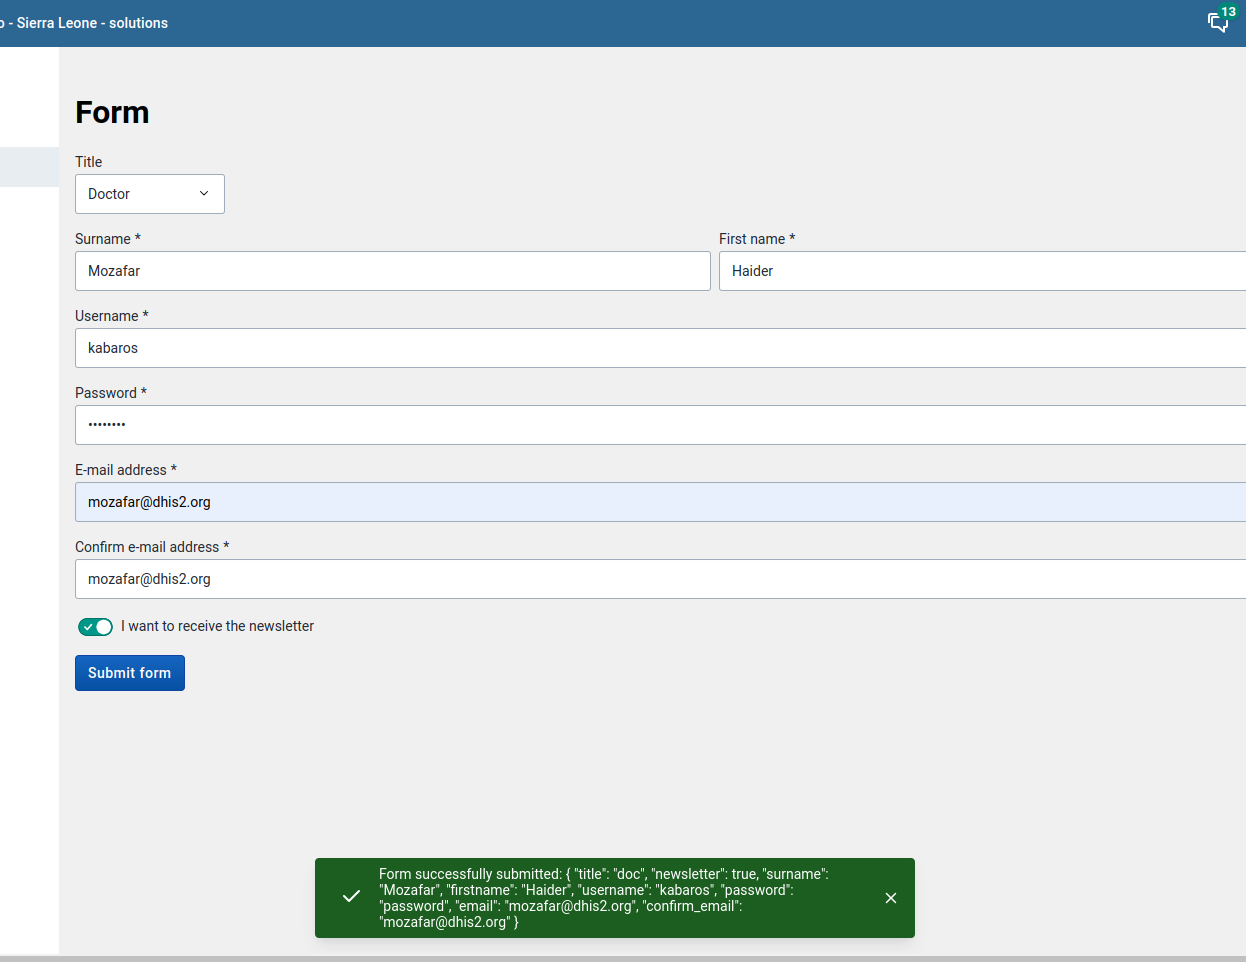 - Sierra Leone - solutions
13
Form
Title
Doctor
Surname *
First name *
Mozafar
Haider
Username *
kabaros
Password *
••••••••
E-mail address *
mozafar@dhis2.org
Confirm e-mail address *
mozafar@dhis2.org
I want to receive the newsletter
Submit form
Form successfully submitted: { "title": "doc", "newsletter": true, "surname":
"Mozafar", "firstname": "Haider", "username": "kabaros", "password":
"password", "email": "mozafar@dhis2.org", "confirm_email":
"mozafar@dhis2.org" }